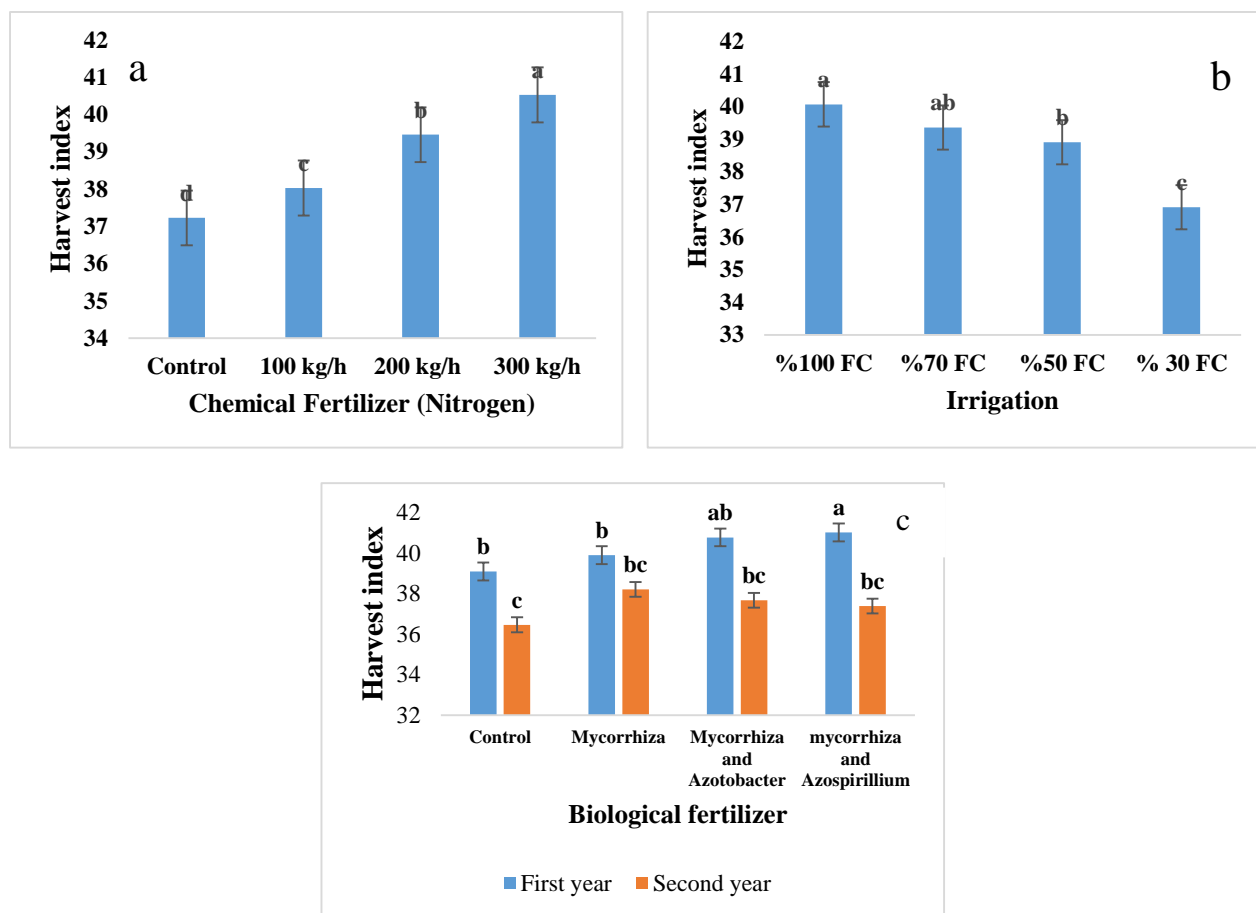 a
Harvest index
42
41
40
39
38
37
36
35
34
d
c
b
a
Control 100 kg/h 200 kg/h 300 kg/h
Chemical Fertilizer (Nitrogen)
b
Harvest index
42
41
40
39
38
37
36
35
34
33
a
ab
b
c
%100 FC %70 FC %50 FC % 30 FC
Irrigation
c
Harvest index
42
40
38
36
34
32
b
c
b
bc
ab
bc
a
bc
Control
Mycorrhiza
Mycorrhiza
and
Azotobacter
mycorrhiza
and
Azospirillium
Biological fertilizer
First year Second year